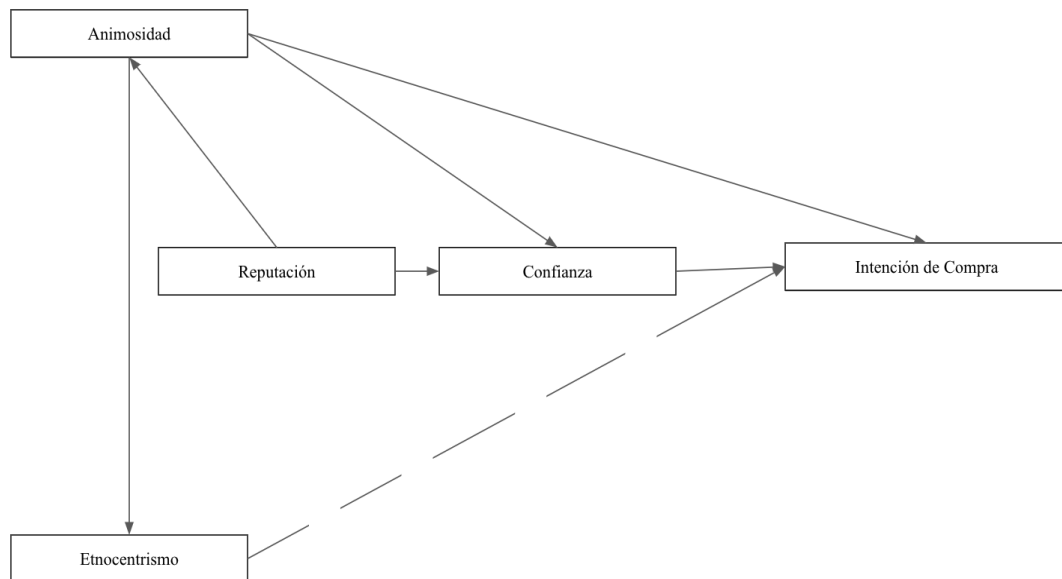 Animosidad
Reputación
Confianza
Intención de Compra
Etnocentrismo